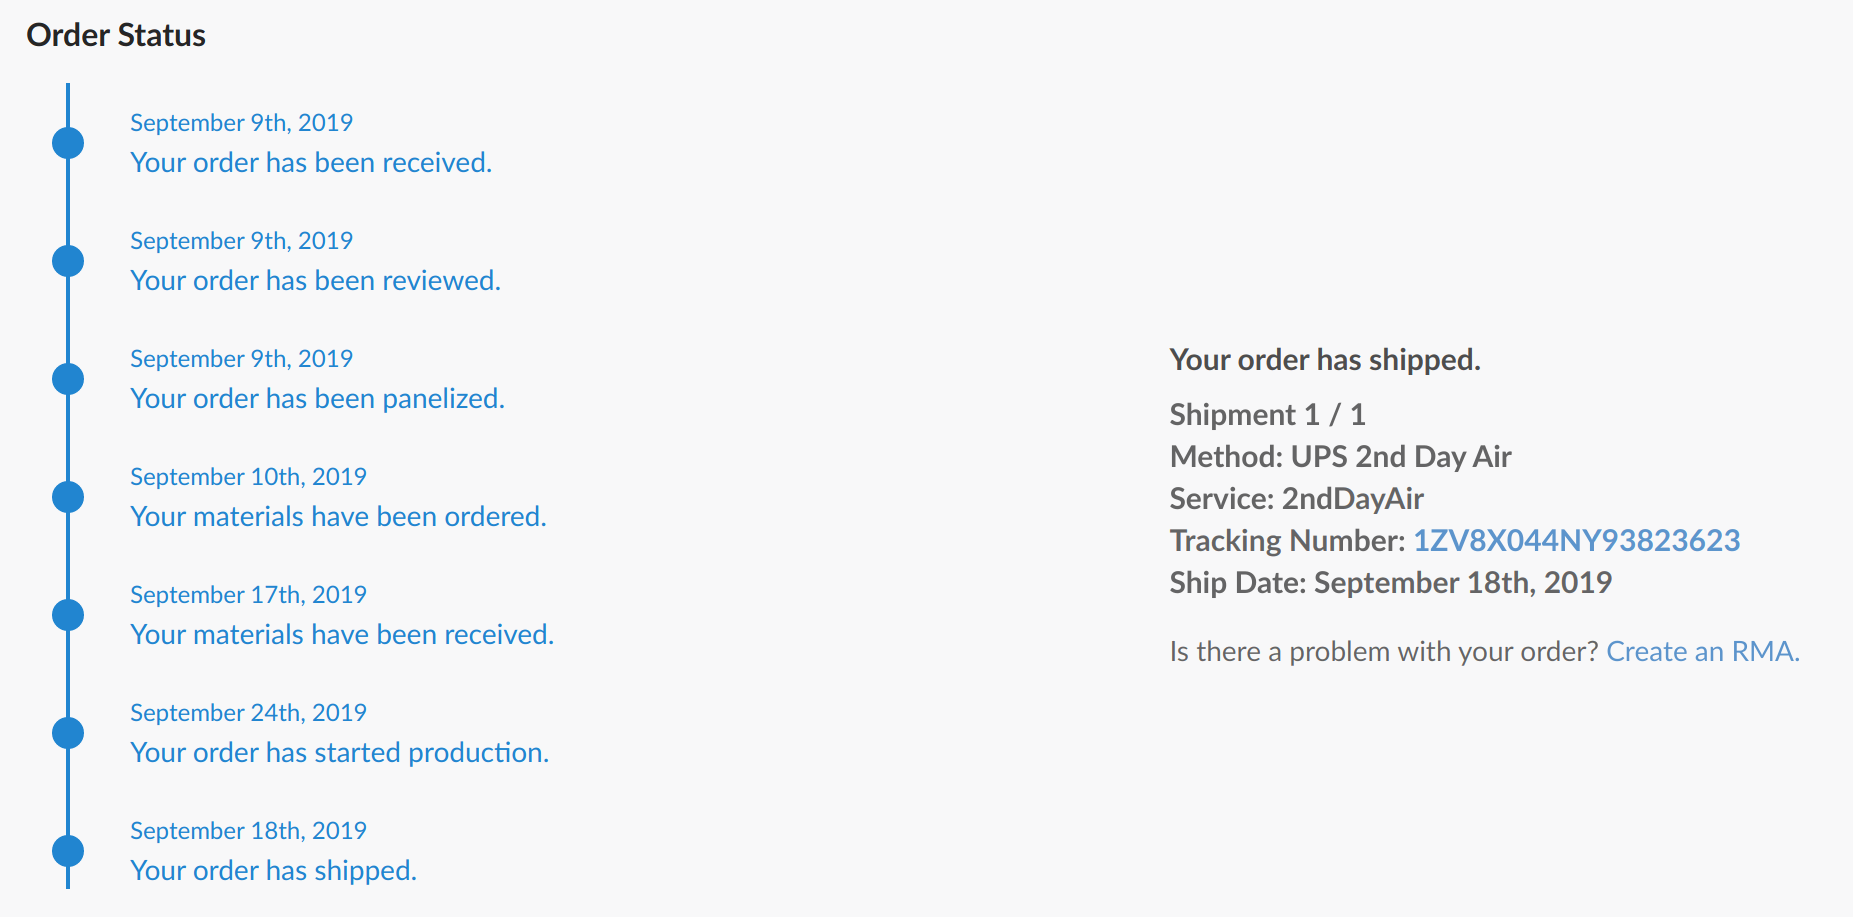 Order Status
September 9th, 2019
Your order has been received.
September 9th, 2019
Your order has been reviewed.
September 9th, 2019
Your order has been panelized.
September 10th, 2019
Your materials have been ordered.
September 17th, 2019
Your materials have been received.
September 24th, 2019
Your order has started production.
September 18th, 2019
Your order has shipped.
Your order has shipped.
Shipment 1 / 1
Method: UPS 2nd Day Air
Service: 2ndDayAir
Tracking Number: 1ZV8X044NY93823623
Ship Date: September 18th, 2019
Is there a problem with your order? Create an RMA.